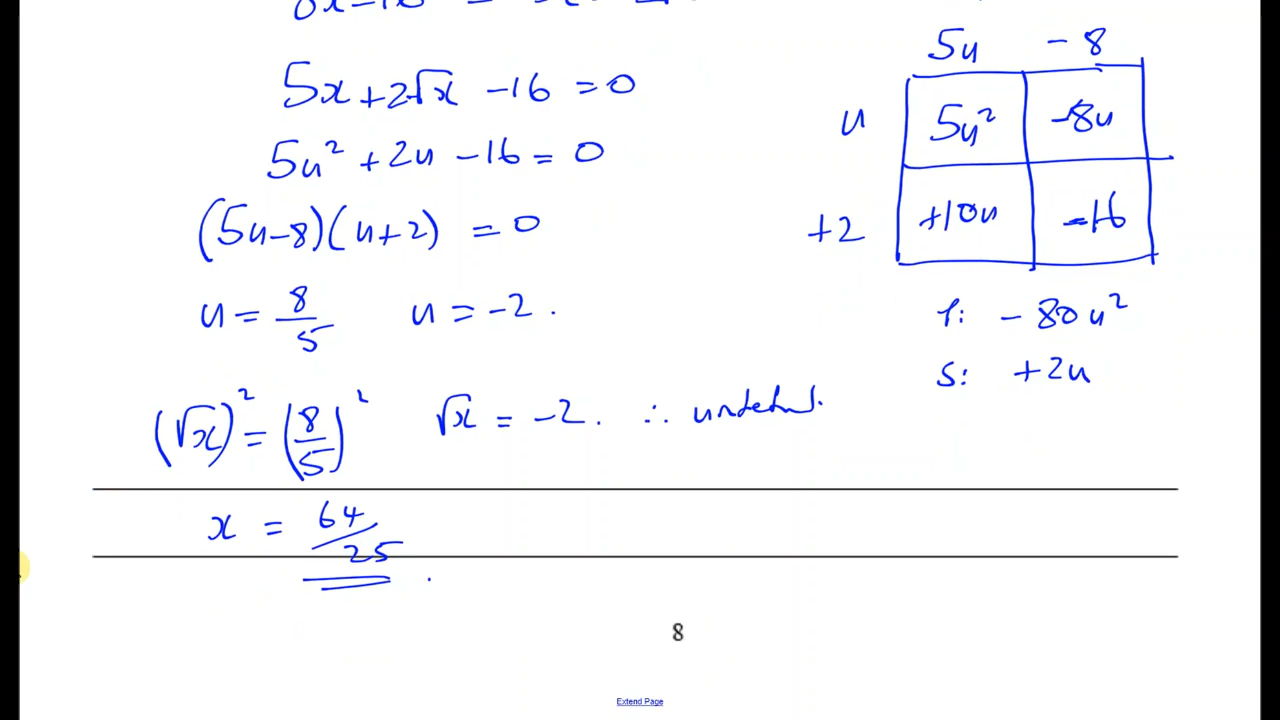 5x + 2√x - 16 = 0
5u² + 2u - 16 = 0
(5u - 8)(u + 2) = 0
u = 8/5 u = -2.
(√x)² = (8/5)² √x = -2. ∴
x = 64/25.
5u - 8
u 5u² -8u
+2 +10u -16
P: -80u²
S: +2u
8
Extend Page